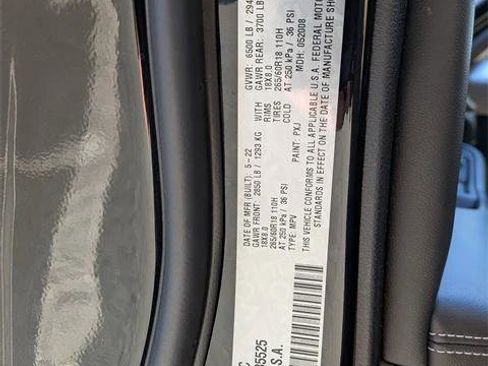 DATE OF MFR (BUILT): 5-22 GVWR: 6500 LB / 294
GAWR FRONT: 2850 LB / 1293 KG WITH GAWR REAR: 3700 LB
18X8.0 RIMS 18X8.0
265/60R18 110H TIRES 265/60R18 110H
AT 250 kPa / 36 PSI COLD AT 250 kPa / 36 PSI
TYPE: MPV PAINT: PXJ MDH: 052008
THIS VEHICLE CONFORMS TO ALL APPLICABLE U.S.A. FEDERAL MOTOR
STANDARDS IN EFFECT ON THE DATE OF MANUFACTURE SH
C
5525
S.A.